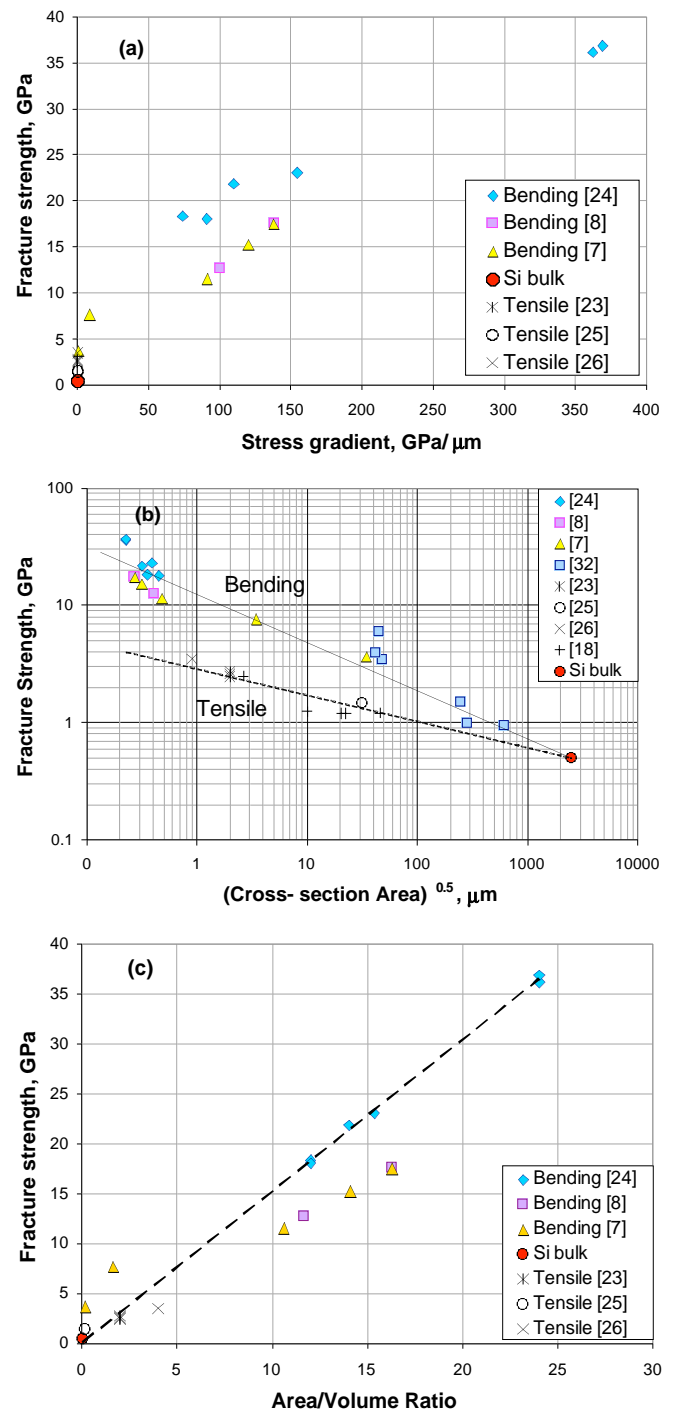 (a)
Fracture strength, GPa
40
35
30
25
20
15
10
5
0
0 50 100 150 200 250 300 350 400
Stress gradient, GPa/ μm
Bending [24]
Bending [8]
Bending [7]
Si bulk
Tensile [23]
Tensile [25]
Tensile [26]
(b)
Fracture Strength, GPa
100
10
1
0.1
0 1 10 100 1000 10000
(Cross- section Area) 0.5, μm
Bending
Tensile
[24]
[8]
[7]
[32]
[23]
[25]
[26]
[18]
Si bulk
(c)
Fracture strength, GPa
40
35
30
25
20
15
10
5
0
0 5 10 15 20 25 30
Area/Volume Ratio
Bending [24]
Bending [8]
Bending [7]
Si bulk
Tensile [23]
Tensile [25]
Tensile [26]